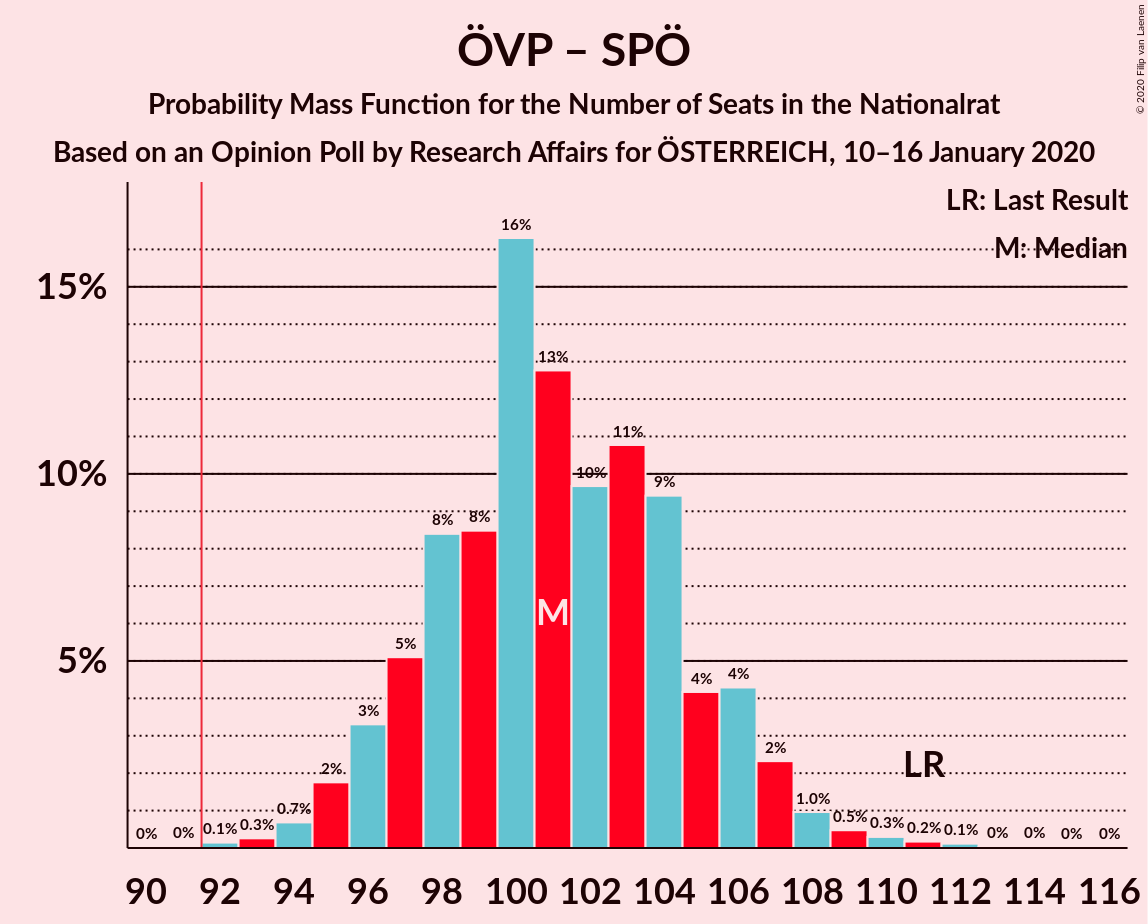 ÖVP – SPÖ
Probability Mass Function for the Number of Seats in the Nationalrat
Based on an Opinion Poll by Research Affairs for ÖSTERREICH, 10–16 January 2020
© 2020 Filip van Laenen
LR: Last Result
M: Median
15%
10%
5%
0% 0% 0.1% 0.3% 0.7% 2% 3% 5% 8% 8% 16% 13% 10% 11% 9% 4% 4% 2% 1.0% 0.5% 0.3% 0.2% 0.1% 0% 0% 0% 0%
M
LR
90 92 94 96 98 100 102 104 106 108 110 112 114 116